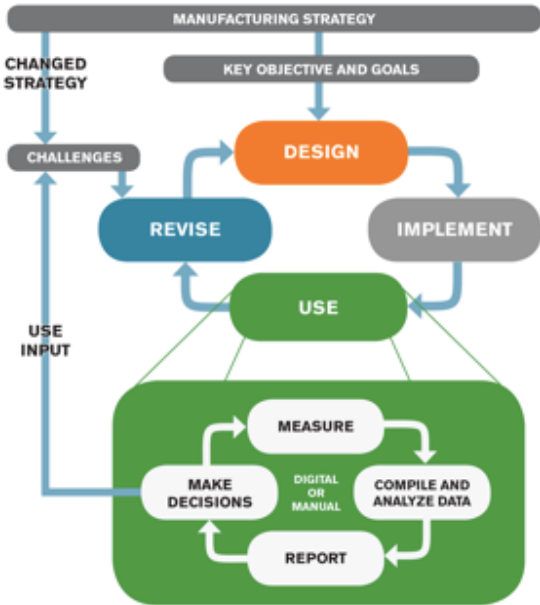 MANUFACTURING STRATEGY
CHANGED
STRATEGY
KEY OBJECTIVE AND GOALS
CHALLENGES
DESIGN
REVISE
IMPLEMENT
USE
USE
INPUT
MEASURE
MAKE
DECISIONS
DIGITAL
OR
MANUAL
COMPILE AND
ANALYZE DATA
REPORT